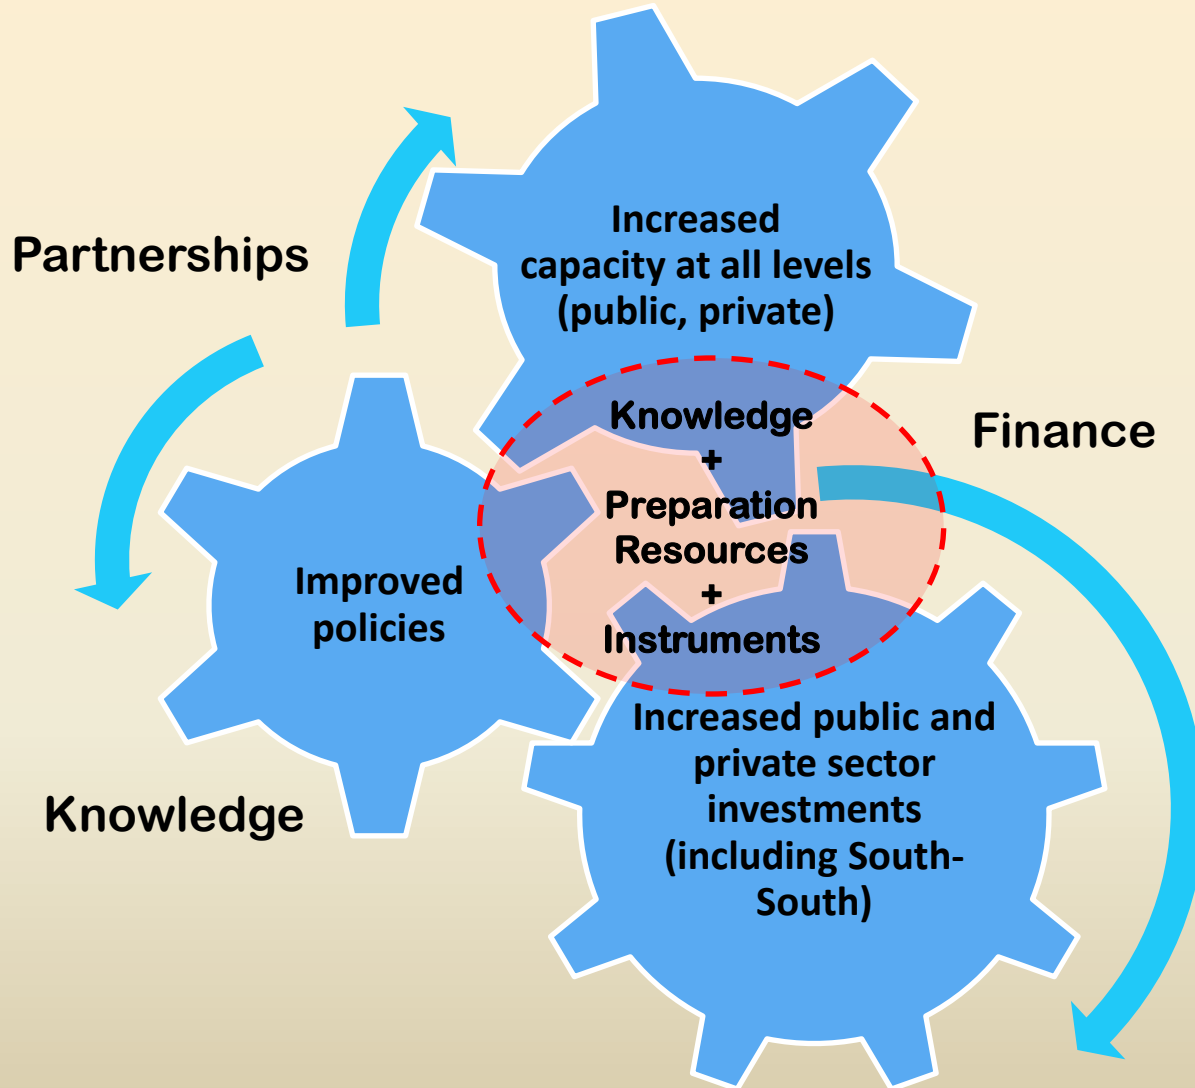 Partnerships
Increased
capacity at all levels
(public, private)
Knowledge
+
Preparation
Resources
+
Instruments
Finance
Improved
policies
Knowledge
Increased public and
private sector
investments
(including South-
South)